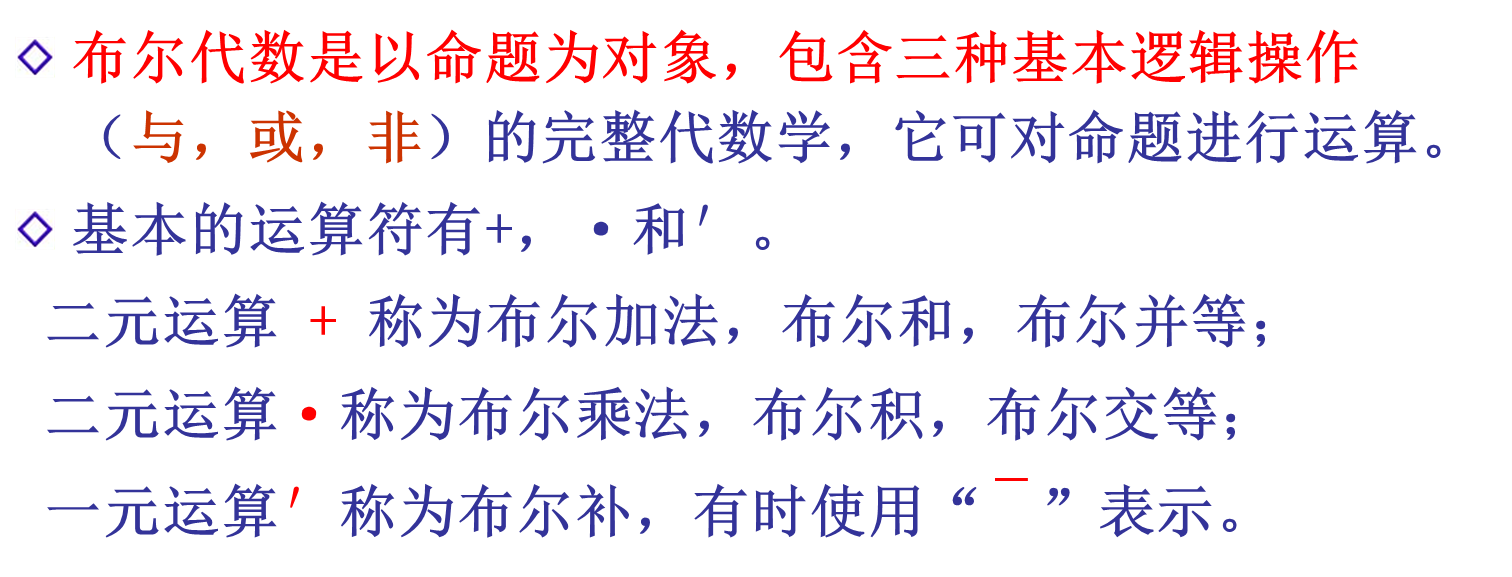 ◇ 布尔代数是以命题为对象，包含三种基本逻辑操作
（与，或，非）的完整代数学，它可对命题进行运算。
◇ 基本的运算符有+，·和′。
二元运算 + 称为布尔加法，布尔和，布尔并等；
二元运算·称为布尔乘法，布尔积，布尔交等；
一元运算′称为布尔补，有时使用“¯”表示。